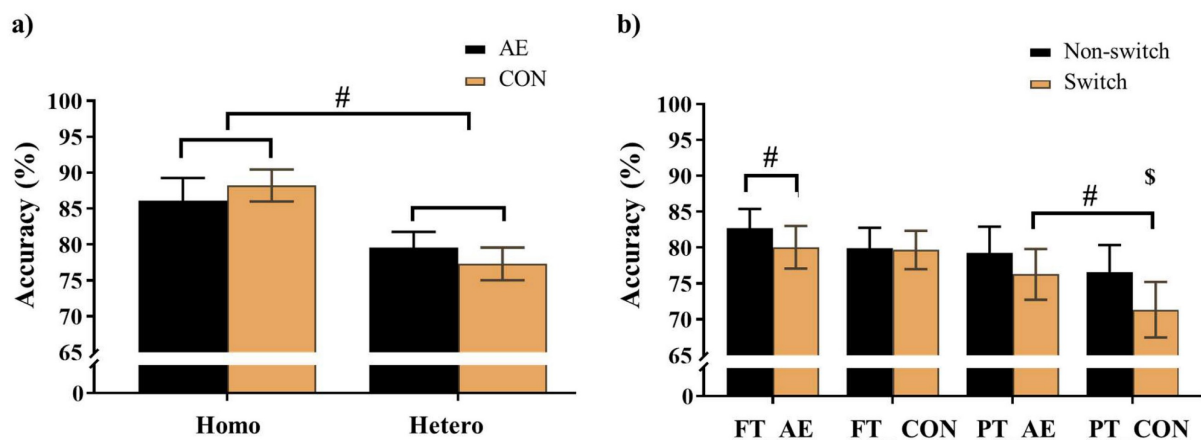 a)
AE
CON
Accuracy (%)
100
95
90
85
80
75
70
65
0
#
Homo Hetero
b)
Non-switch
Switch
Accuracy (%)
100
95
90
85
80
75
70
65
0
#
#
$
FT AE FT CON PT AE PT CON